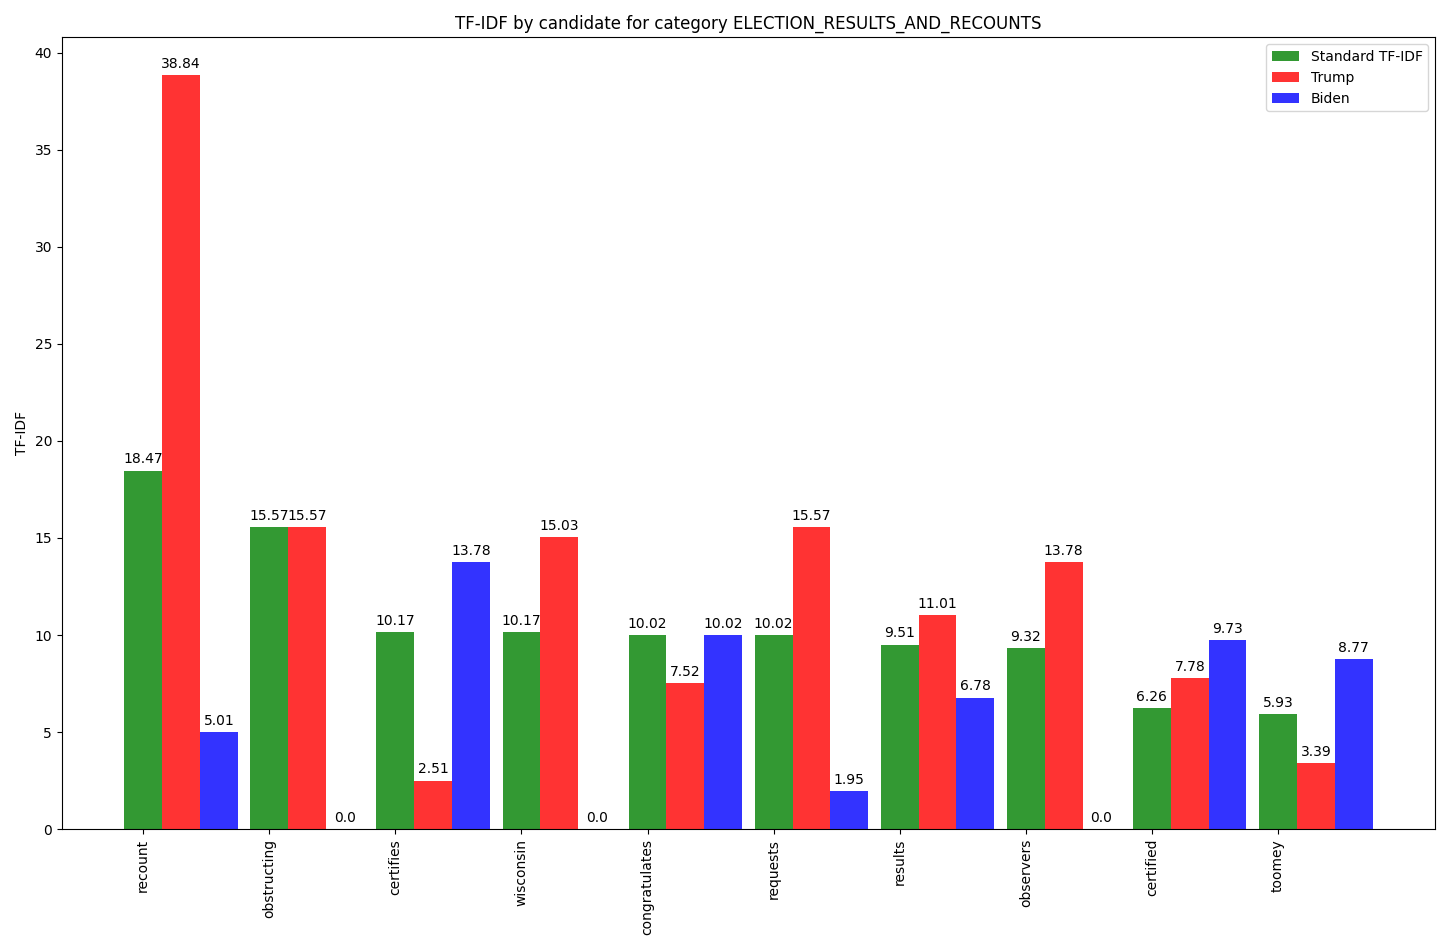 TF-IDF by candidate for category ELECTION_RESULTS_AND_RECOUNTS
Standard TF-IDF
Trump
Biden
TF-IDF
40
35
30
25
20
15
10
5
0
18.47
38.84
5.01
15.57
15.57
0.0
10.17
2.51
13.78
10.17
15.03
0.0
10.02
7.52
10.02
10.02
15.57
1.95
9.51
11.01
6.78
9.32
13.78
0.0
6.26
7.78
9.73
5.93
3.39
8.77
recount
obstructing
certifies
wisconsin
congratulates
requests
results
observers
certified
toomey